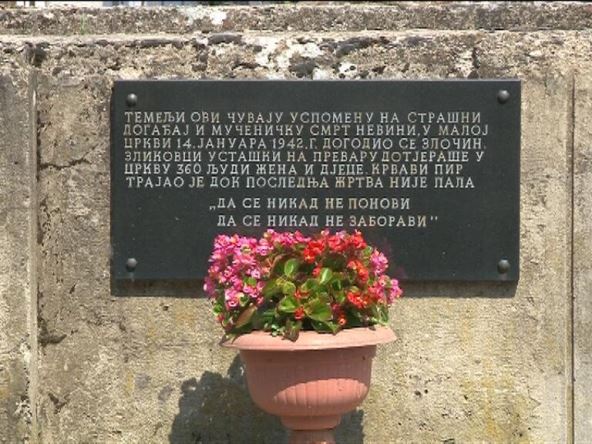 ТЕМЕЉИ ОВИ ЧУВАЈУ УСПОМЕНУ НА СТРАШНИ
ДОГАЂАЈ И МУЧЕНИЧКУ СМРТ НЕВИНИ, У МАЛОЈ
ЦРКВИ 14. ЈАНУАРА 1942. Г. ДОГОДИО СЕ ЗЛОЧИН.
ЗЛИКОВЦИ УСТАШКИ НА ПРЕВАРУ ДОТЈЕРАШЕ У
ЦРКВУ 360 ЉУДИ ЖЕНА И ДЈЕЦЕ. КРВАВИ ПИР
ТРАЈАО ЈЕ ДОК ПОСЛЕДЊА ЖРТВА НИЈЕ ПАЛА
„ДА СЕ НИКАД НЕ ПОНОВИ
ДА СЕ НИКАД НЕ ЗАБОРАВИ"